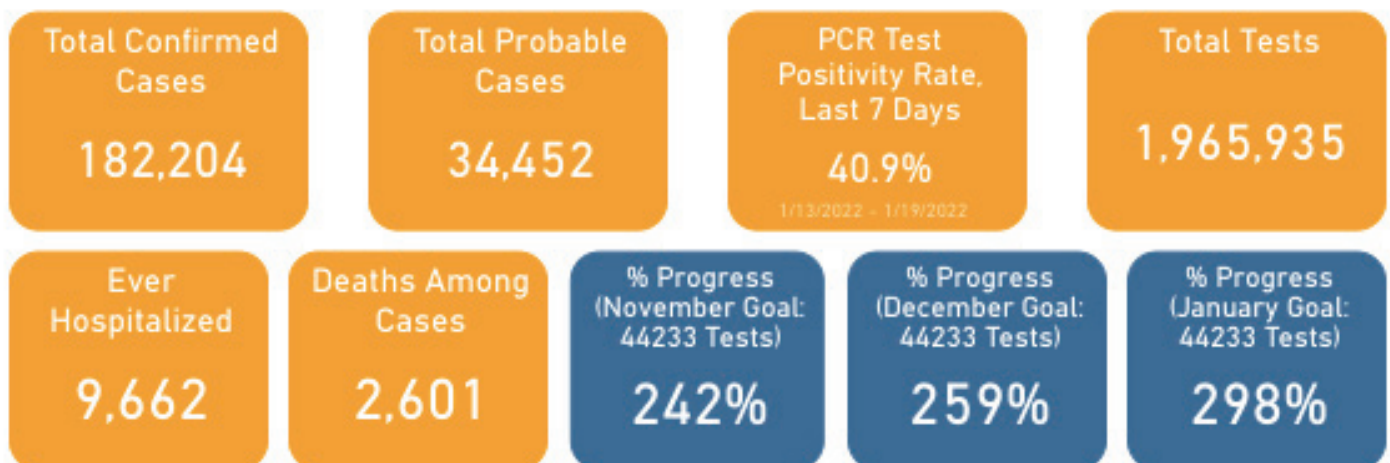 Total Confirmed
Cases
182,204
Total Probable
Cases
34,452
PCR Test
Positivity Rate,
Last 7 Days
40.9%
1/13/2022 - 1/19/2022
Total Tests
1,965,935
Ever
Hospitalized
9,662
Deaths Among
Cases
2,601
% Progress
(November Goal:
44233 Tests)
242%
% Progress
(December Goal:
44233 Tests)
259%
% Progress
(January Goal:
44233 Tests)
298%